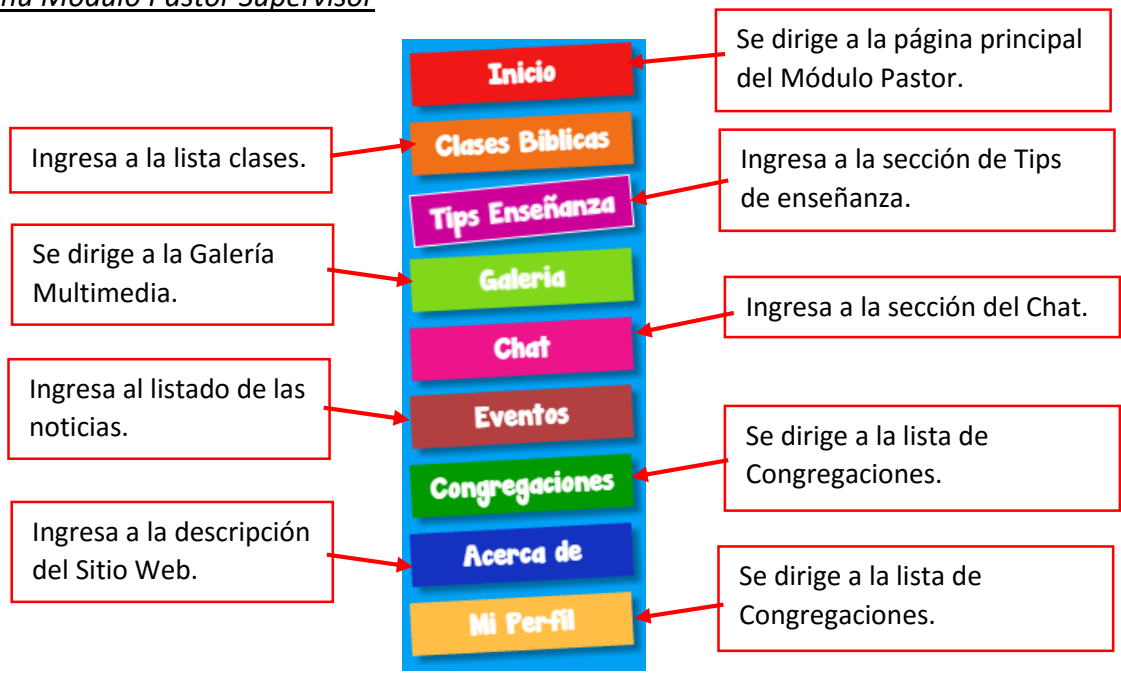 Módulo Pastor Supervisor
Inicio
Clases Biblicas
Tips Enseñanza
Galeria
Chat
Eventos
Congregaciones
Acerca de
Mi Perfil
Ingresa a la lista clases.
Se dirige a la Galería
Multimedia.
Ingresa al listado de las
noticias.
Ingresa a la descripción
del Sitio Web.
Se dirige a la página principal
del Módulo Pastor.
Ingresa a la sección de Tips
de enseñanza.
Ingresa a la sección del Chat.
Se dirige a la lista de
Congregaciones.
Se dirige a la lista de
Congregaciones.